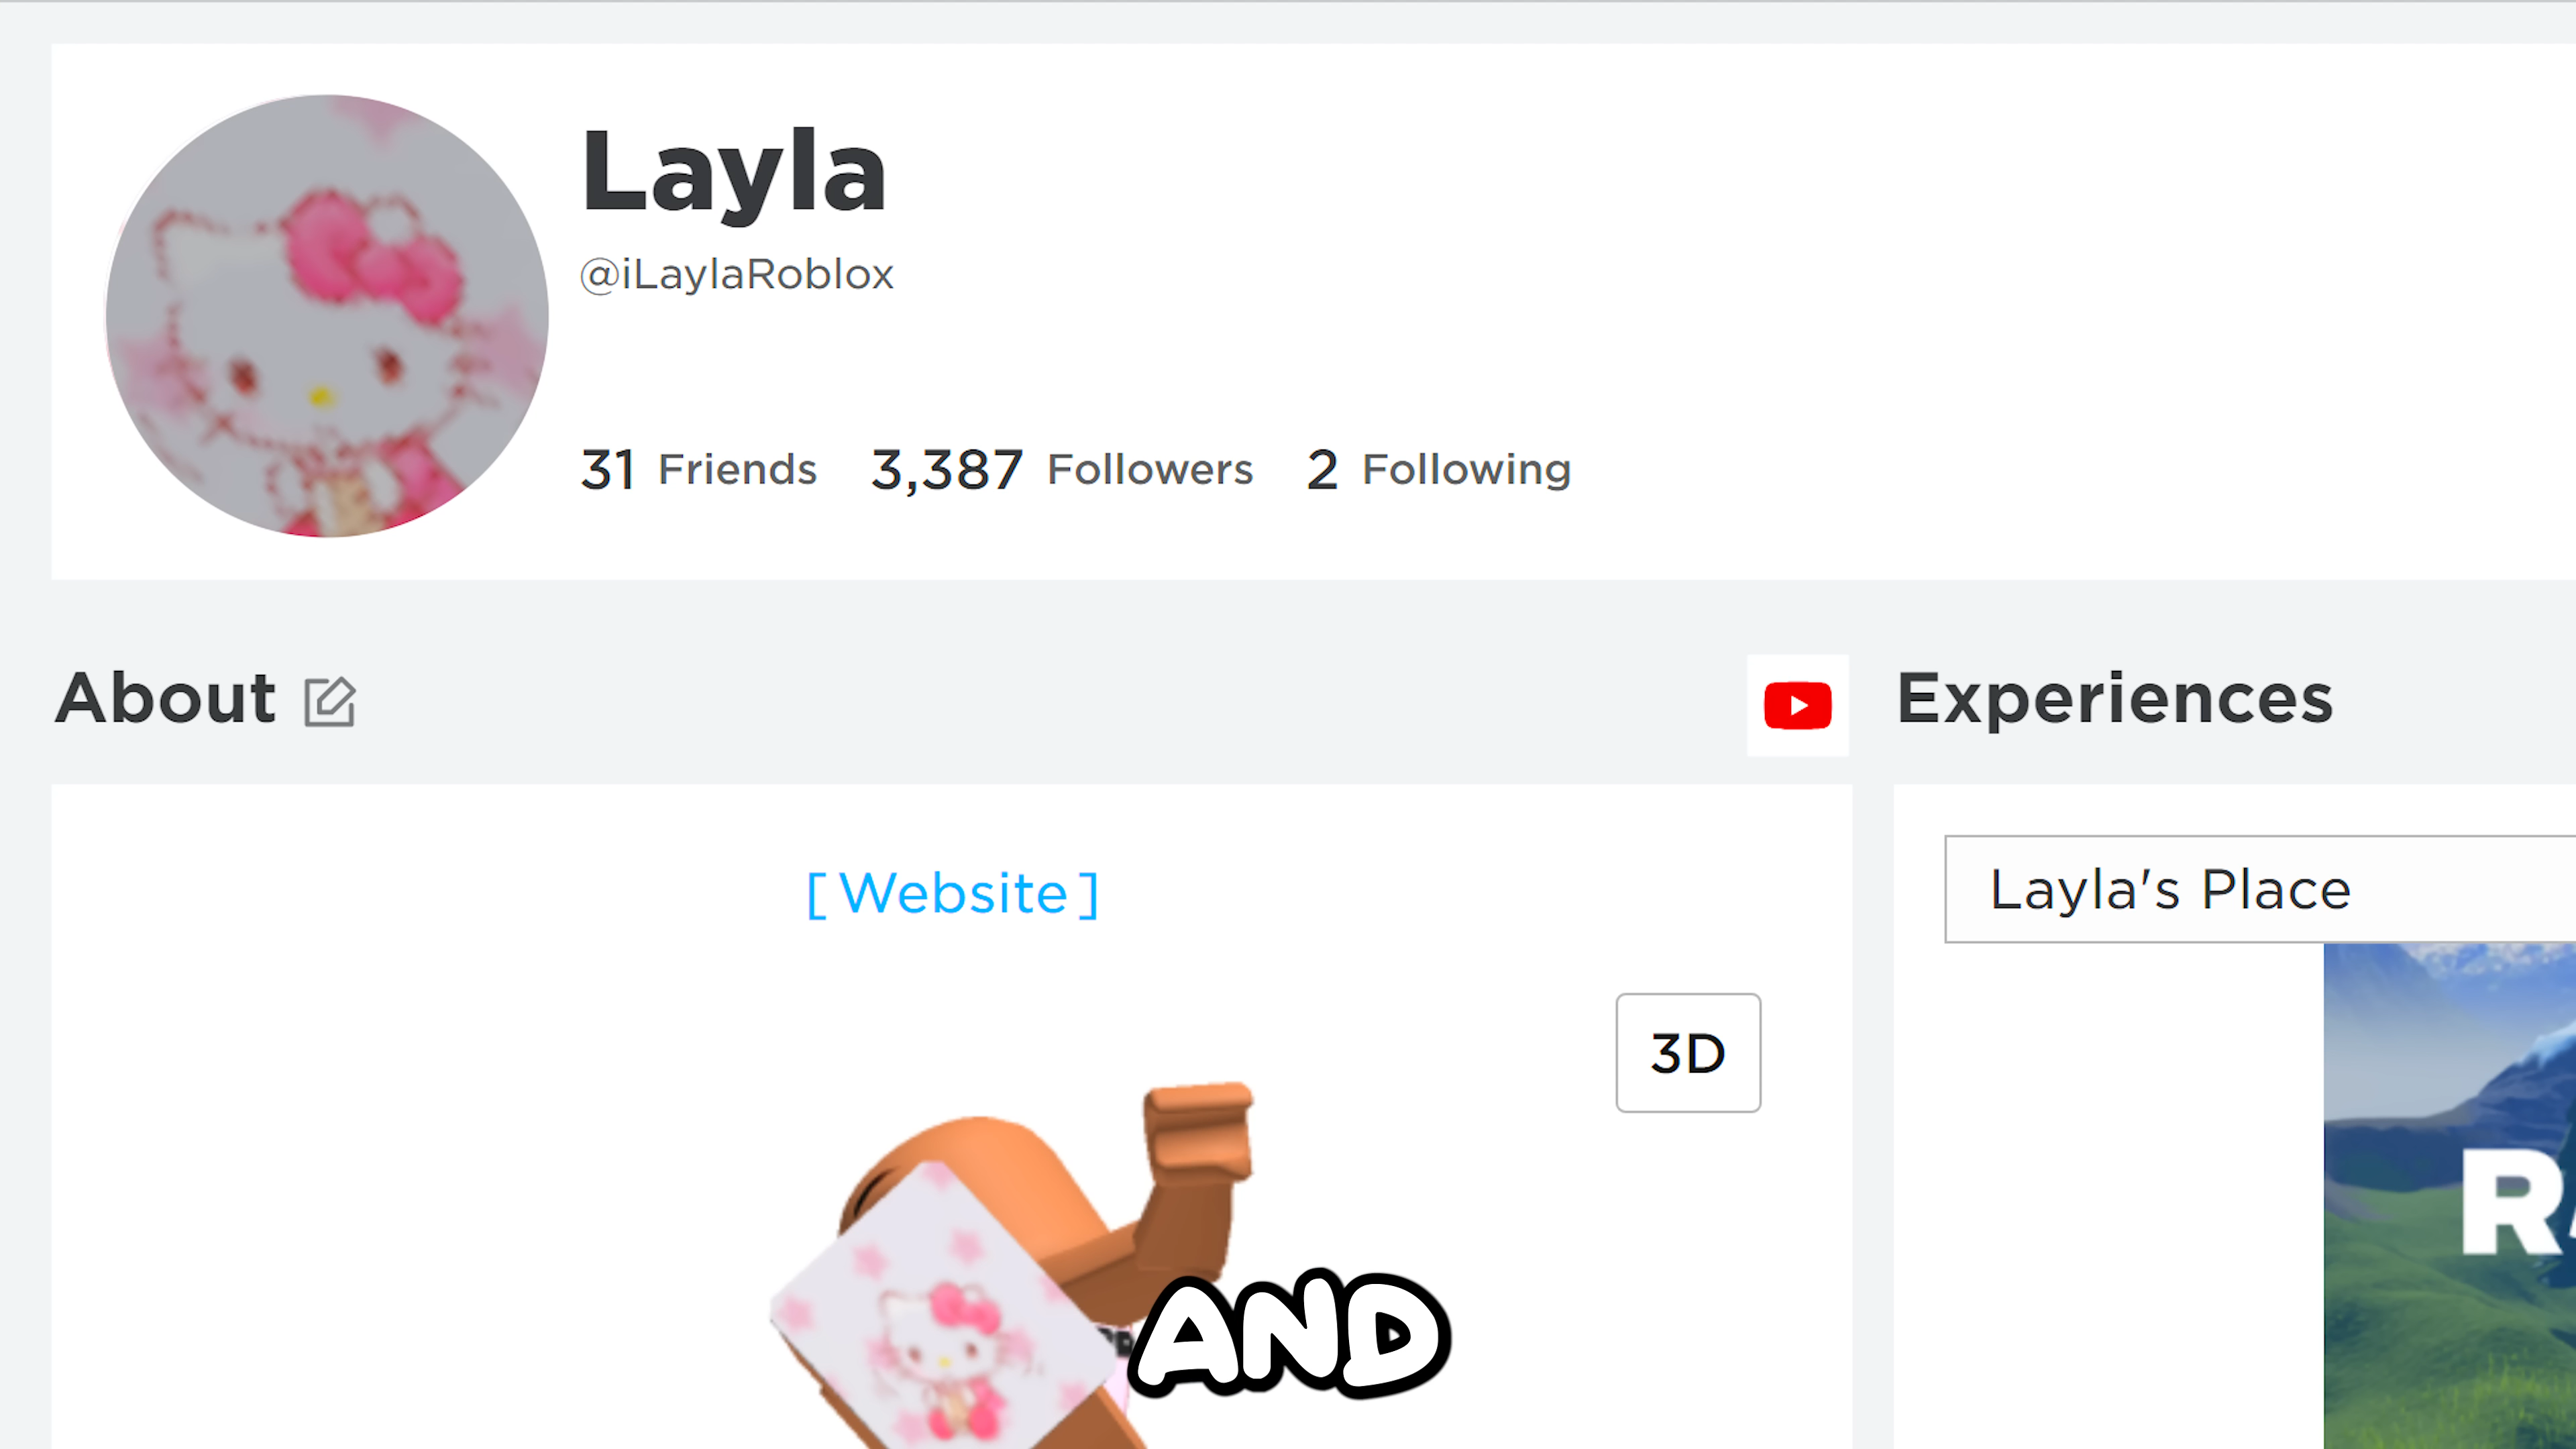 Layla
@iLaylaRoblox
31 Friends 3,387 Followers 2 Following
About
Experiences
[ Website ]
Layla's Place
3D
AND